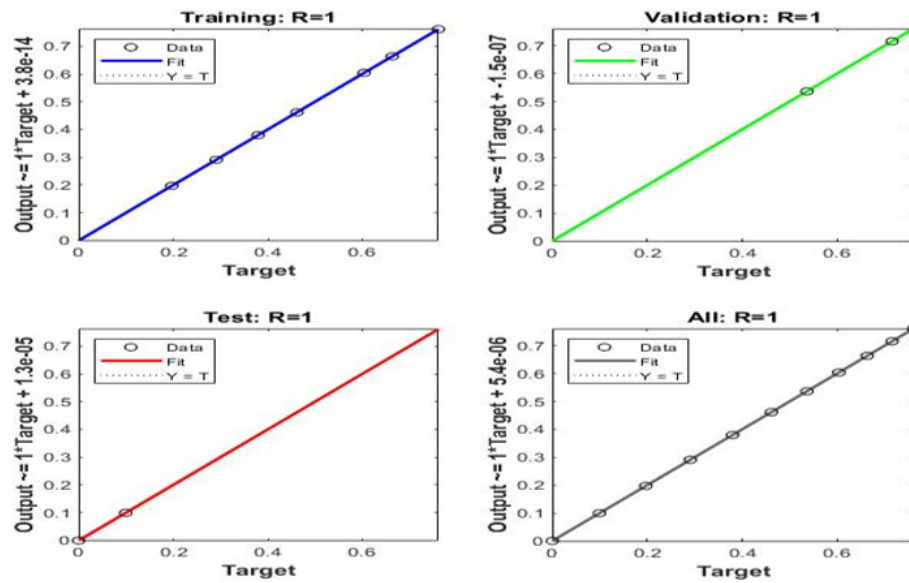 Training: R=1
Output ~= 1*Target + 3.8e-14
0.7
0.6
0.5
0.4
0.3
0.2
0.1
0
Data
Fit
Y = T
0
0.2
0.4
0.6
Target
Validation: R=1
Output ~= 1*Target + -1.5e-07
0.7
0.6
0.5
0.4
0.3
0.2
0.1
0
Data
Fit
Y = T
0
0.2
0.4
0.6
Target
Test: R=1
Output ~= 1*Target + 1.3e-05
0.7
0.6
0.5
0.4
0.3
0.2
0.1
0
Data
Fit
Y = T
0
0.2
0.4
0.6
Target
All: R=1
Output ~= 1*Target + 5.4e-06
0.7
0.6
0.5
0.4
0.3
0.2
0.1
0
Data
Fit
Y = T
0
0.2
0.4
0.6
Target